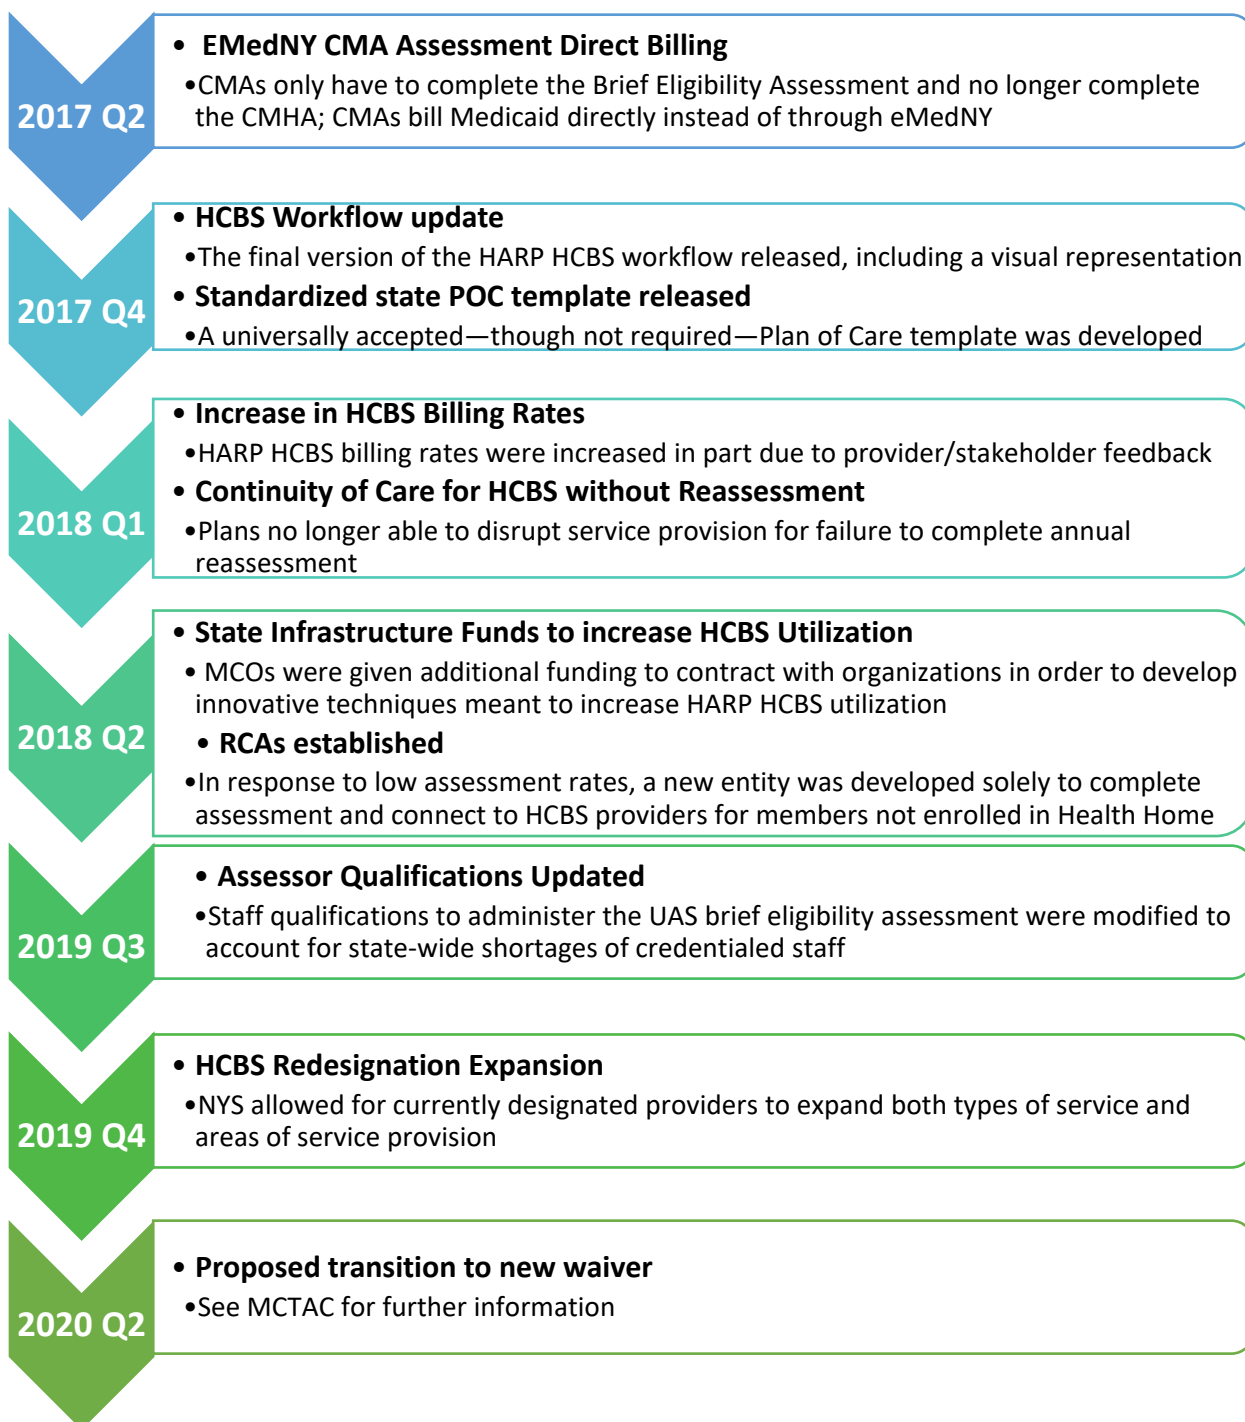 2017 Q2
• EMedNY CMA Assessment Direct Billing
•CMAs only have to complete the Brief Eligibility Assessment and no longer complete
the CMHA; CMAs bill Medicaid directly instead of through eMedNY
2017 Q4
• HCBS Workflow update
•The final version of the HARP HCBS workflow released, including a visual representation
• Standardized state POC template released
•A universally accepted—though not required—Plan of Care template was developed
2018 Q1
• Increase in HCBS Billing Rates
•HARP HCBS billing rates were increased in part due to provider/stakeholder feedback
• Continuity of Care for HCBS without Reassessment
•Plans no longer able to disrupt service provision for failure to complete annual
reassessment
2018 Q2
• State Infrastructure Funds to increase HCBS Utilization
• MCOs were given additional funding to contract with organizations in order to develop
innovative techniques meant to increase HARP HCBS utilization
• RCAs established
•In response to low assessment rates, a new entity was developed solely to complete
assessment and connect to HCBS providers for members not enrolled in Health Home
2019 Q3
• Assessor Qualifications Updated
•Staff qualifications to administer the UAS brief eligibility assessment were modified to
account for state-wide shortages of credentialed staff
2019 Q4
• HCBS Redesignation Expansion
•NYS allowed for currently designated providers to expand both types of service and
areas of service provision
2020 Q2
• Proposed transition to new waiver
•See MCTAC for further information